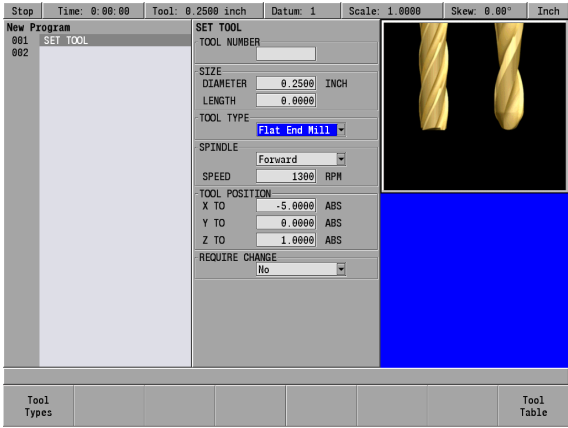 Stop Time: 0:00:00 Tool: 0.2500 inch Datum: 1 Scale: 1.0000 Skew: 0.00° Inch
New Program
001 SET TOOL
002
SET TOOL
TOOL NUMBER
SIZE
DIAMETER 0.2500 INCH
LENGTH 0.0000
TOOL TYPE
Flat End Mill
SPINDLE
Forward
SPEED 1300 RPM
TOOL POSITION
X TO -5.0000 ABS
Y TO 0.0000 ABS
Z TO 1.0000 ABS
REQUIRE CHANGE
No
Tool Types
Tool Table